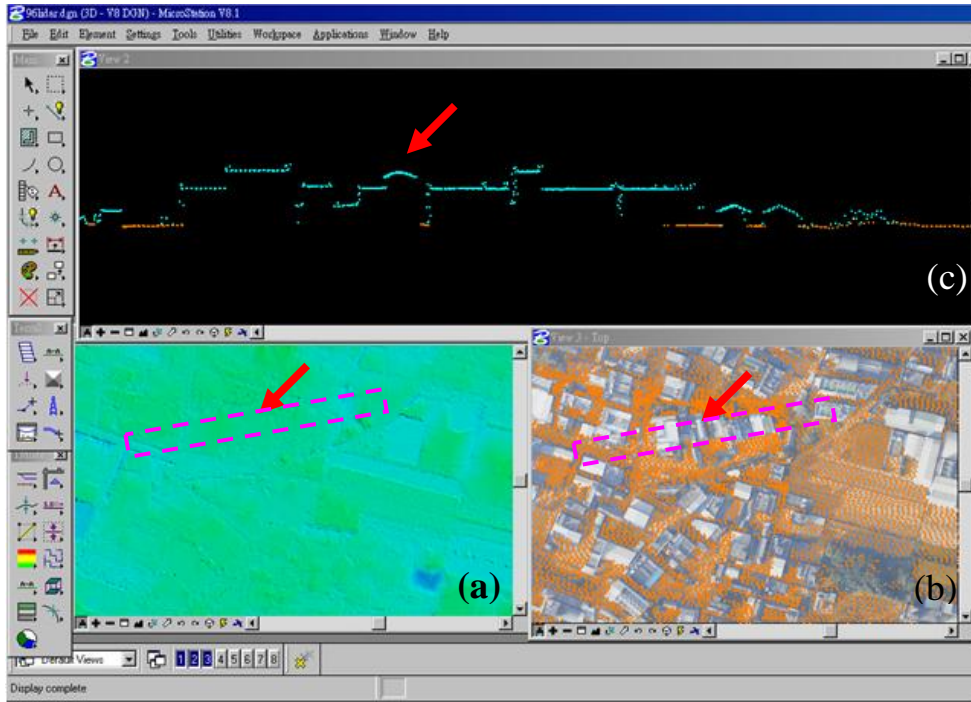 96lidar.dgn (3D - V8 DGN) - MicroStation V8.1
File Edit Element Settings Tools Utilities Workspace Applications Window Help
Main
View 2
(c)
View 3 - Top
(a)
(b)
Default Views
1 2 3 4 5 6 7 8
Display complete